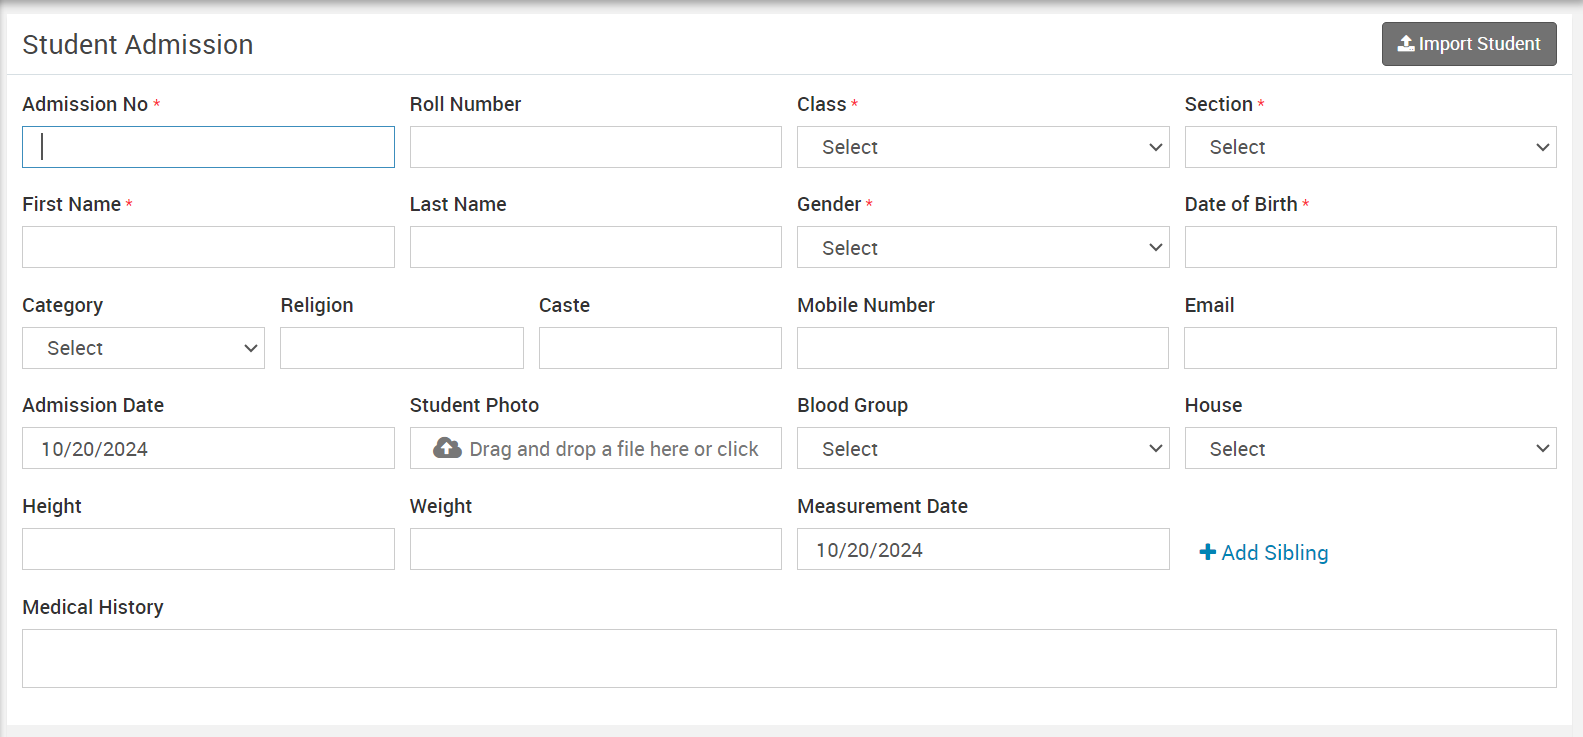 Student Admission
Import Student
Admission No * Roll Number Class * Section *
Select Select
First Name * Last Name Gender * Date of Birth *
Select
Category Religion Caste Mobile Number Email
Select
Admission Date Student Photo Blood Group House
10/20/2024 Drag and drop a file here or click Select Select
Height Weight Measurement Date
10/20/2024 Add Sibling
Medical History